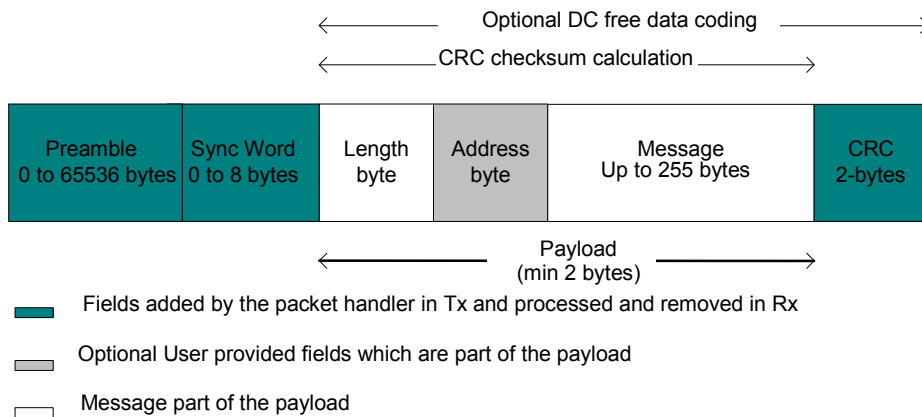 Optional DC free data coding
CRC checksum calculation
Preamble
0 to 65536 bytes
Sync Word
0 to 8 bytes
Length
byte
Address
byte
Message
Up to 255 bytes
CRC
2-bytes
Payload
(min 2 bytes)
Fields added by the packet handler in Tx and processed and removed in Rx
Optional User provided fields which are part of the payload
Message part of the payload